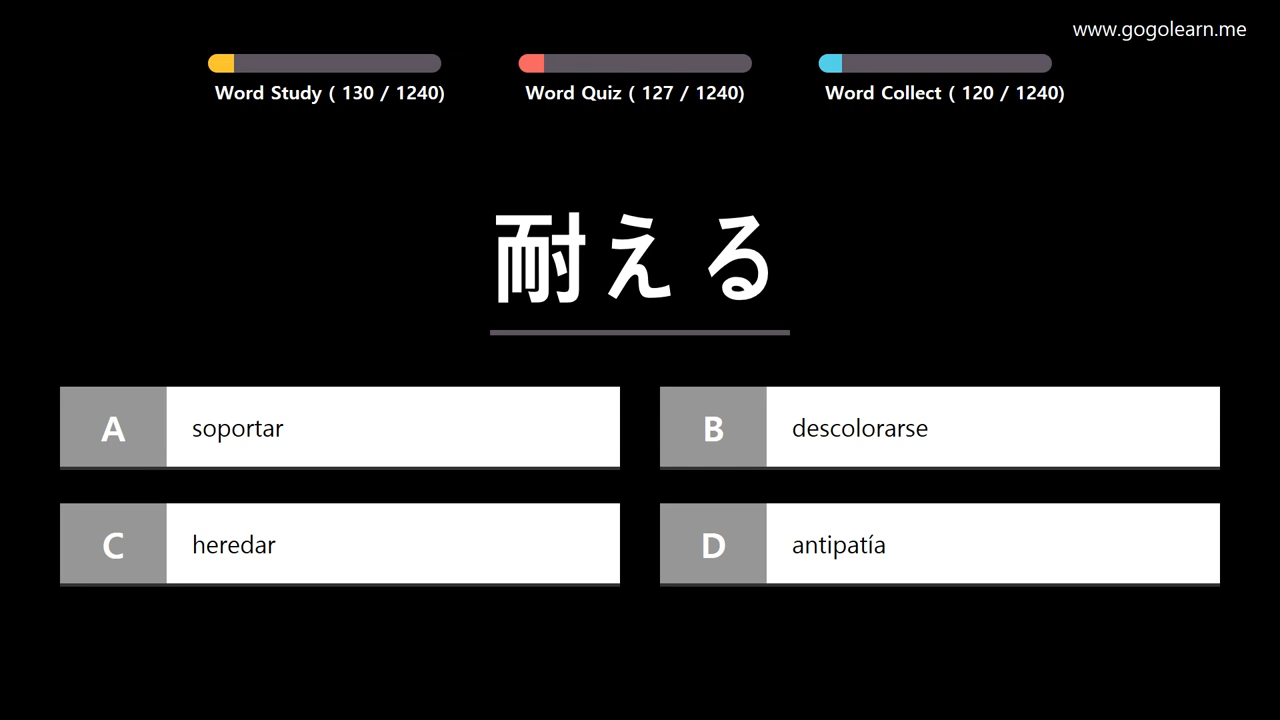 www.gogolearn.me
Word Study ( 130 / 1240)
Word Quiz ( 127 / 1240)
Word Collect ( 120 / 1240)
耐える
A soportar
B descolorarse
C heredar
D antipatía